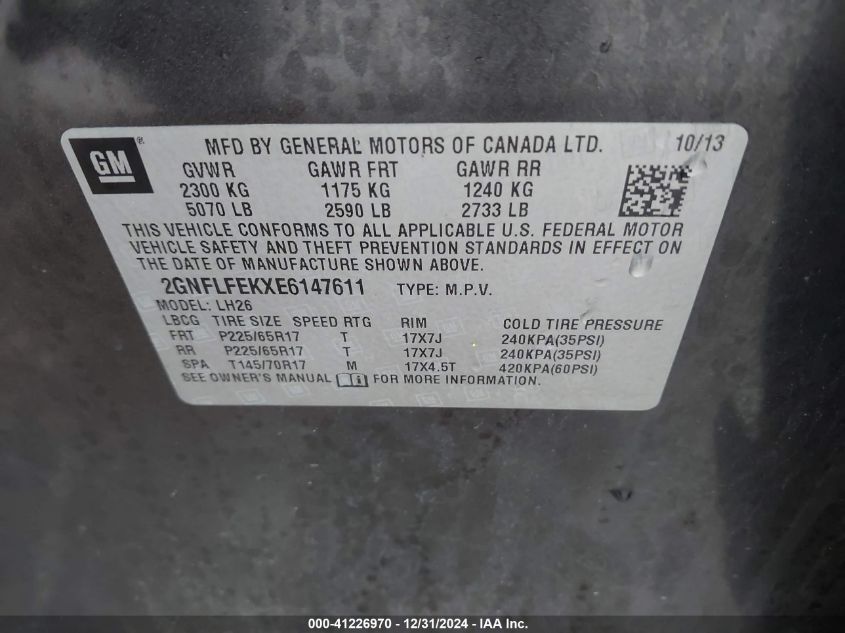 GM ® MFD BY GENERAL MOTORS OF CANADA LTD. 10/13
GVWR GAWR FRT GAWR RR
2300 KG 1175 KG 1240 KG
5070 LB 2590 LB 2733 LB
THIS VEHICLE CONFORMS TO ALL APPLICABLE U.S. FEDERAL MOTOR
VEHICLE SAFETY AND THEFT PREVENTION STANDARDS IN EFFECT ON
THE DATE OF MANUFACTURE SHOWN ABOVE.
2GNFLFEKXE6147611 TYPE: M.P.V.
MODEL: LH26
LBCG TIRE SIZE SPEED RTG RIM COLD TIRE PRESSURE
FRT P225/65R17 T 17X7J 240KPA(35PSI)
RR P225/65R17 T 17X7J 240KPA(35PSI)
SPA T145/70R17 M 17X4.5T 420KPA(60PSI)
SEE OWNER'S MANUAL FOR MORE INFORMATION.
000-41226970 - 12/31/2024 - IAA Inc.